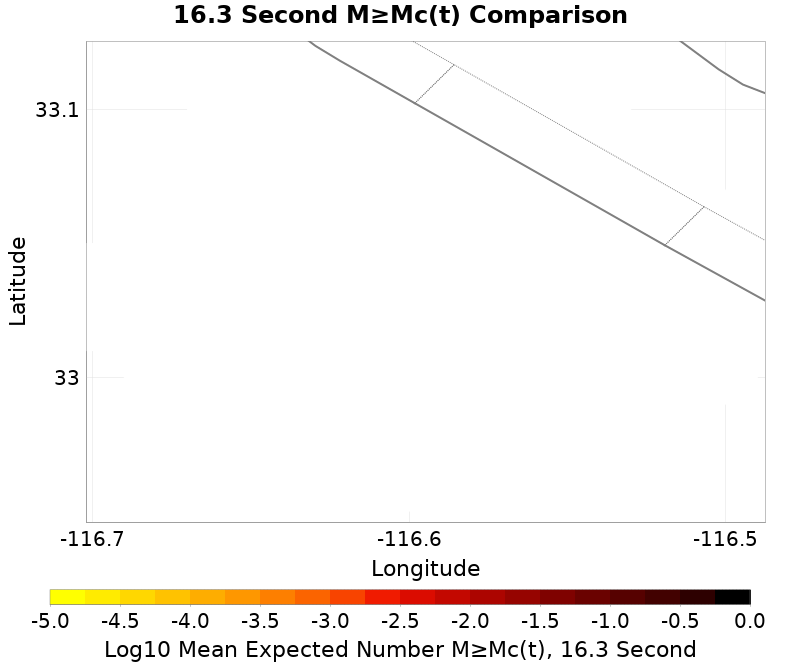 16.3 Second M≥Mc(t) Comparison
33.1
33
Latitude
-116.7 -116.6 -116.5
Longitude
-5.0 -4.5 -4.0 -3.5 -3.0 -2.5 -2.0 -1.5 -1.0 -0.5 0.0
Log10 Mean Expected Number M≥Mc(t), 16.3 Second